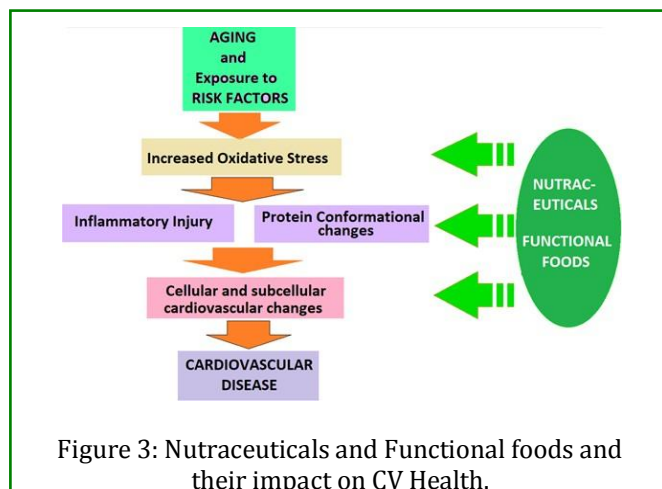 AGING
and
Exposure to
RISK FACTORS
Increased Oxidative Stress
Inflammatory Injury
Protein Conformational
changes
Cellular and subcellular
cardiovascular changes
CARDIOVASCULAR
DISEASE
NUTRAC-
EUTICALS
FUNCTIONAL
FOODS
Figure 3: Nutraceuticals and Functional foods and
their impact on CV Health.